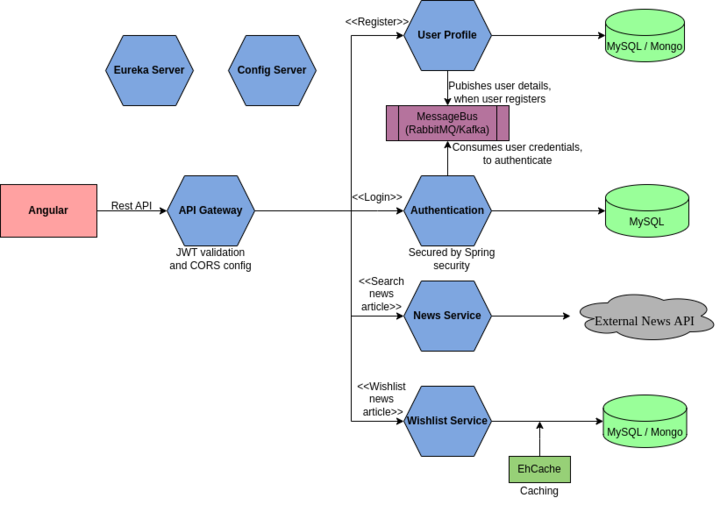 <<Register>>
User Profile
MySQL / Mongo
Eureka Server
Config Server
Pubishes user details,
when user registers
MessageBus
(RabbitMQ/Kafka)
Consumes user credentials,
to authenticate
Angular
Rest API
API Gateway
JWT validation
and CORS config
<<Login>>
Authentication
Secured by Spring
security
MySQL
<<Search
news
article>>
News Service
External News API
<<Wishlist
news
article>>
Wishlist Service
MySQL / Mongo
EhCache
Caching